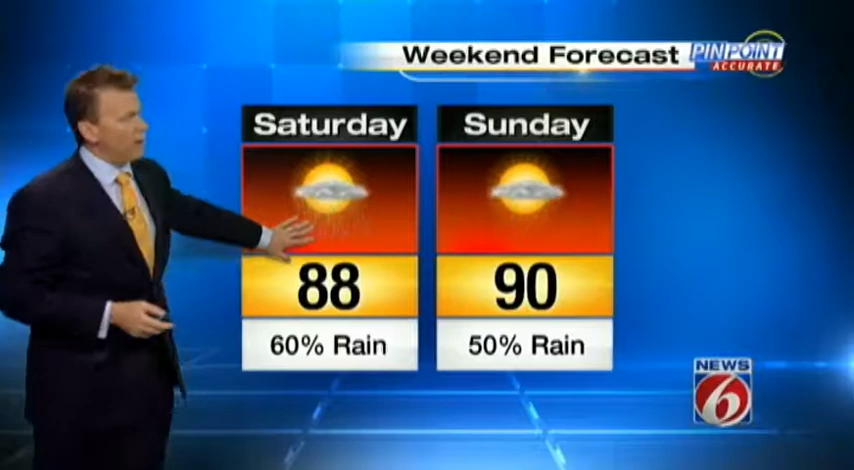 Weekend Forecast
PINPOINT
ACCURATE
Saturday
Sunday
88
90
60% Rain
50% Rain
NEWS
6